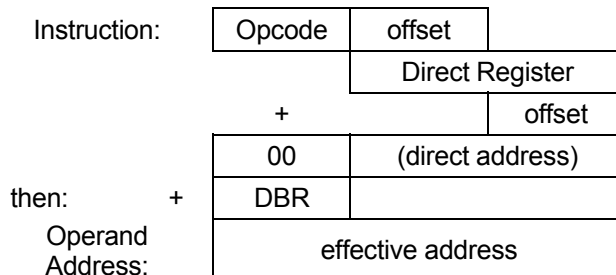 Instruction: Opcode offset
Direct Register
+ offset
00 (direct address)
then: + DBR
Operand
Address: effective address